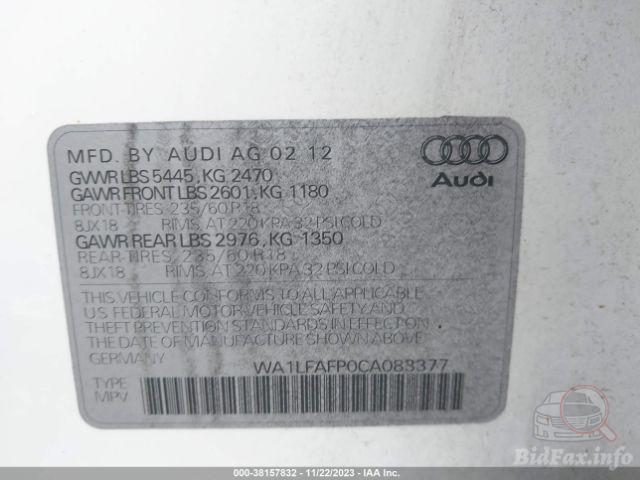 MFD. BY AUDI AG 02 12
GVWR LBS 5445, KG 2470
GAWR FRONT LBS 2601, KG 1180
FRONT-TIRES: 235/60 R18
8JX18 RIMS, AT 220 KPA 32 PSI COLD
GAWR REAR LBS 2976, KG 1350
REAR-TIRES: 235/60 R18
8JX18 RIMS, AT 220 KPA 32 PSI COLD
Audi
THIS VEHICLE CONFORMS TO ALL APPLICABLE
US FEDERAL MOTOR-VEHICLE SAFETY AND
THEFT PREVENTION STANDARDS IN EFFECT ON
THE DATE OF MANUFACTURE SHOWN ABOVE.
GERMANY WA1LFAFP0CA083377
TYPE:
MPV
000-38157832 - 11/22/2023 - IAA Inc.
BidFax.info